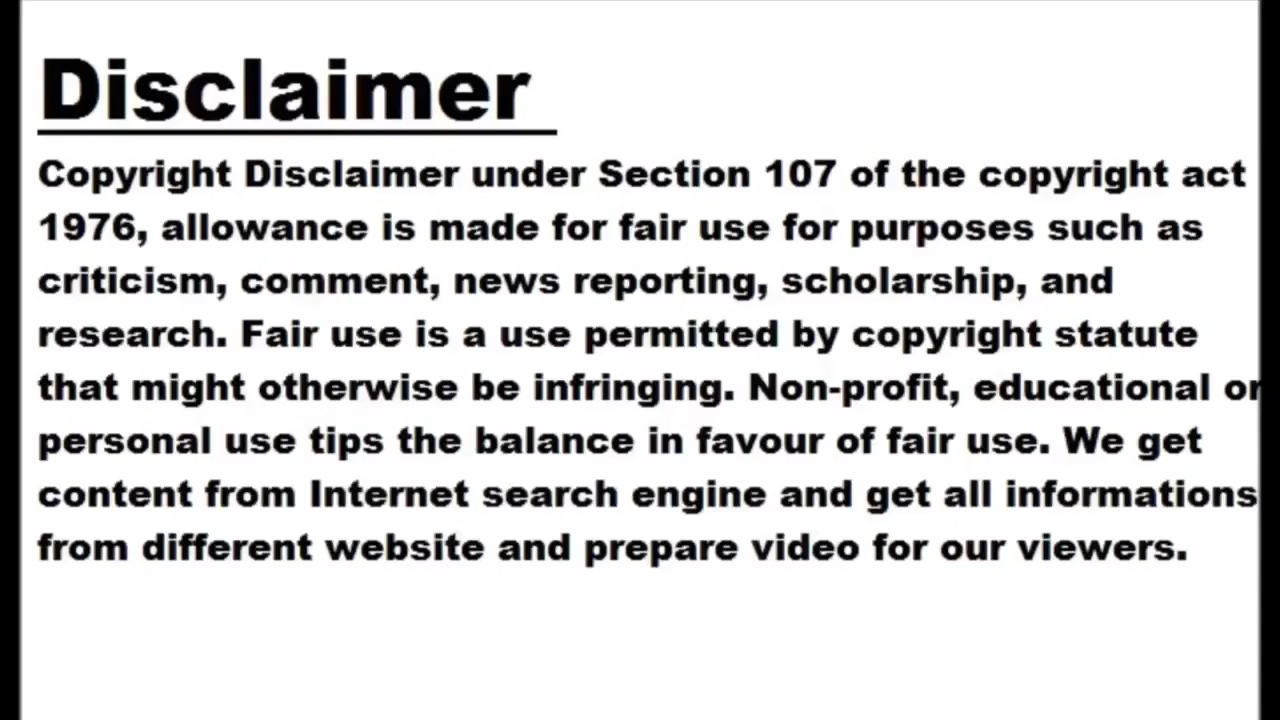 Disclaimer
Copyright Disclaimer under Section 107 of the copyright act
1976, allowance is made for fair use for purposes such as
criticism, comment, news reporting, scholarship, and
research. Fair use is a use permitted by copyright statute
that might otherwise be infringing. Non-profit, educational or
personal use tips the balance in favour of fair use. We get
content from Internet search engine and get all informations
from different website and prepare video for our viewers.